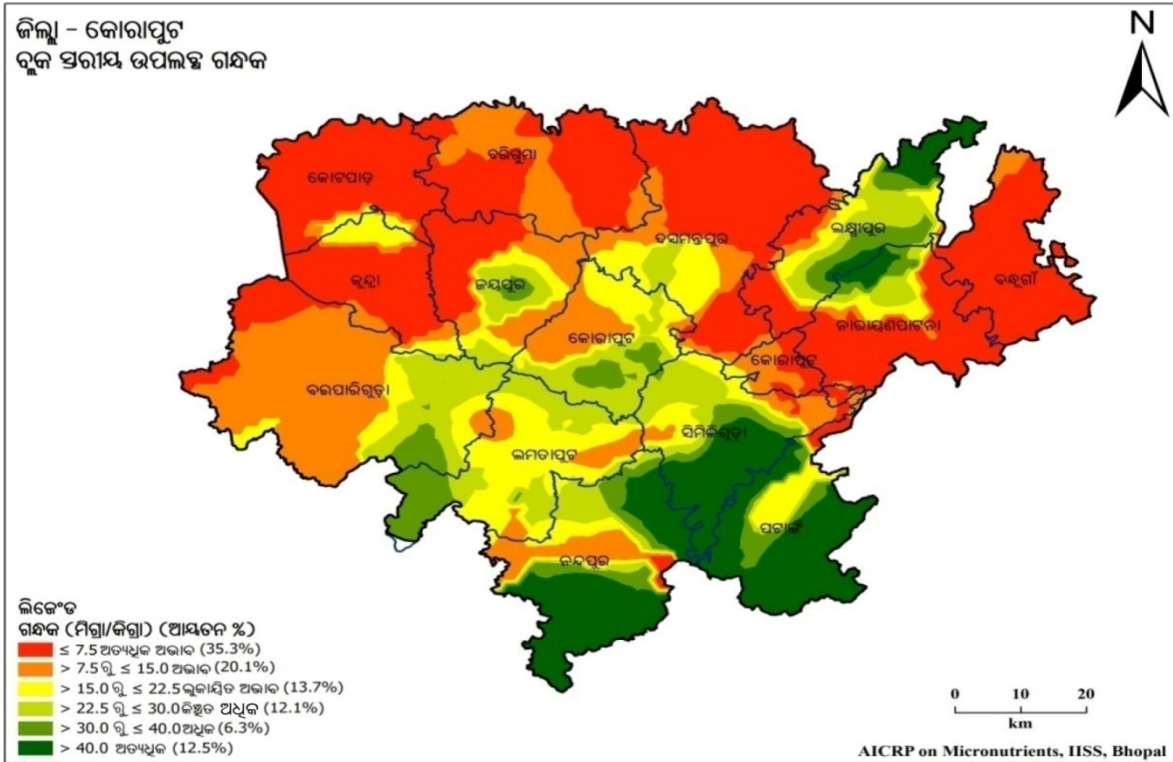 ଜିଲ୍ଲା – କୋରାପୁଟ
ବ୍ଲକ ସ୍ତରୀୟ ଉପଲବ୍ଧ ଗନ୍ଧକ
N
ବରିଗୁମା
କୋଟପାଡ଼
ଲକ୍ଷ୍ମୀପୁର
ଦସମନ୍ତପୁର
କୁନ୍ଦ୍ରା
ଜୟପୁର
ବନ୍ଧୁଗାଁ
ନାରାୟଣପାଟନା
କୋରାପୁଟ
କୋରାପୁଟ
ବଇପାରିଗୁଡ଼ା
ସିମିଳିଗୁଡ଼ା
ଲମତାପୁଟ
ପଟାଙ୍ଗି
ନନ୍ଦପୁର
ଲିଜେଂଡ
ଗନ୍ଧକ (ମିଗ୍ରା/କିଗ୍ରା) (ଆୟତନ %)
≤ 7.5 ଅତ୍ୟଧିକ ଅଭାବ (35.3%)
> 7.5 ରୁ ≤ 15.0 ଅଭାବ (20.1%)
> 15.0 ରୁ ≤ 22.5 ଲୁକାୟିତ ଅଭାବ (13.7%)
> 22.5 ରୁ ≤ 30.0 କିଞ୍ଚିତ ଅଧିକ (12.1%)
> 30.0 ରୁ ≤ 40.0 ଅଧିକ (6.3%)
> 40.0 ଅତ୍ୟଧିକ (12.5%)
0 10 20
km
AICRP on Micronutrients, IISS, Bhopal